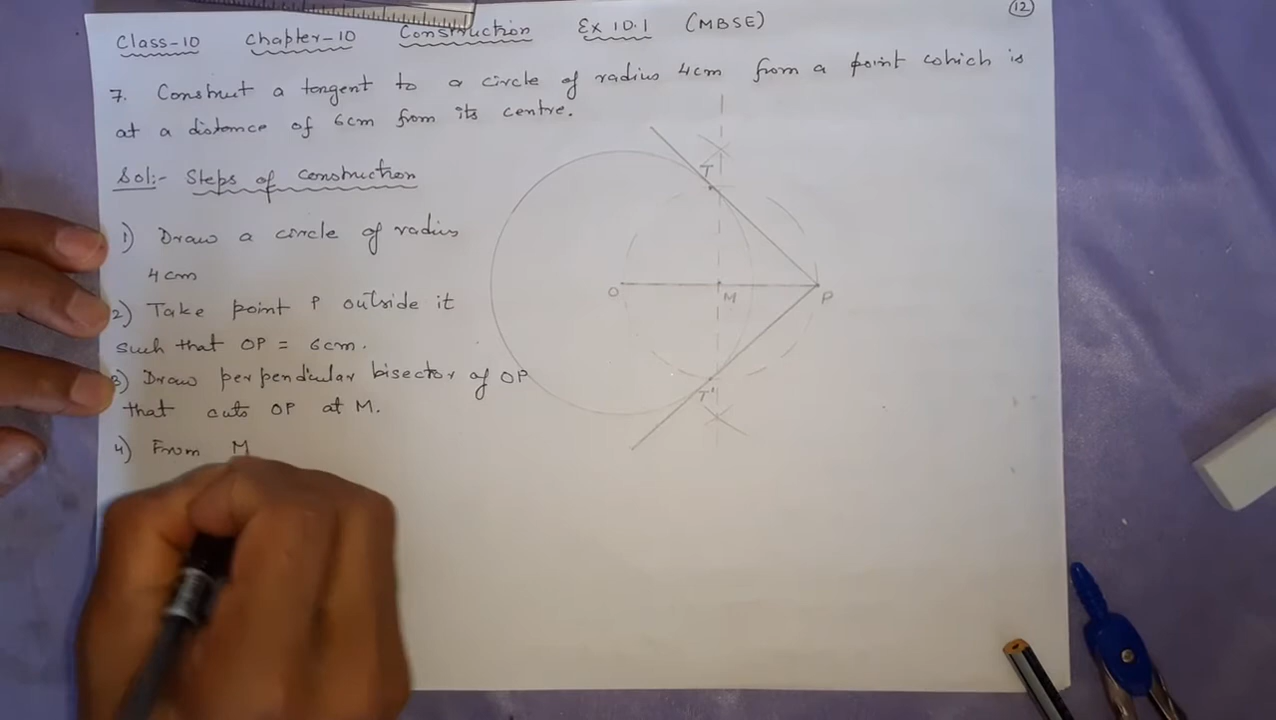 12
Class-10 Chapter-10 Construction Ex 10.1 (MBSE)
7. Construct a tangent to a circle of radius 4cm from a point which is
at a distance of 6cm from its centre.
Sol:- Steps of construction
1) Draw a circle of radius
4cm
2) Take point P outside it
such that OP = 6cm.
3) Draw perpendicular bisector of OP
that cuts OP at M.
4) From M
T
O
M
P
T'